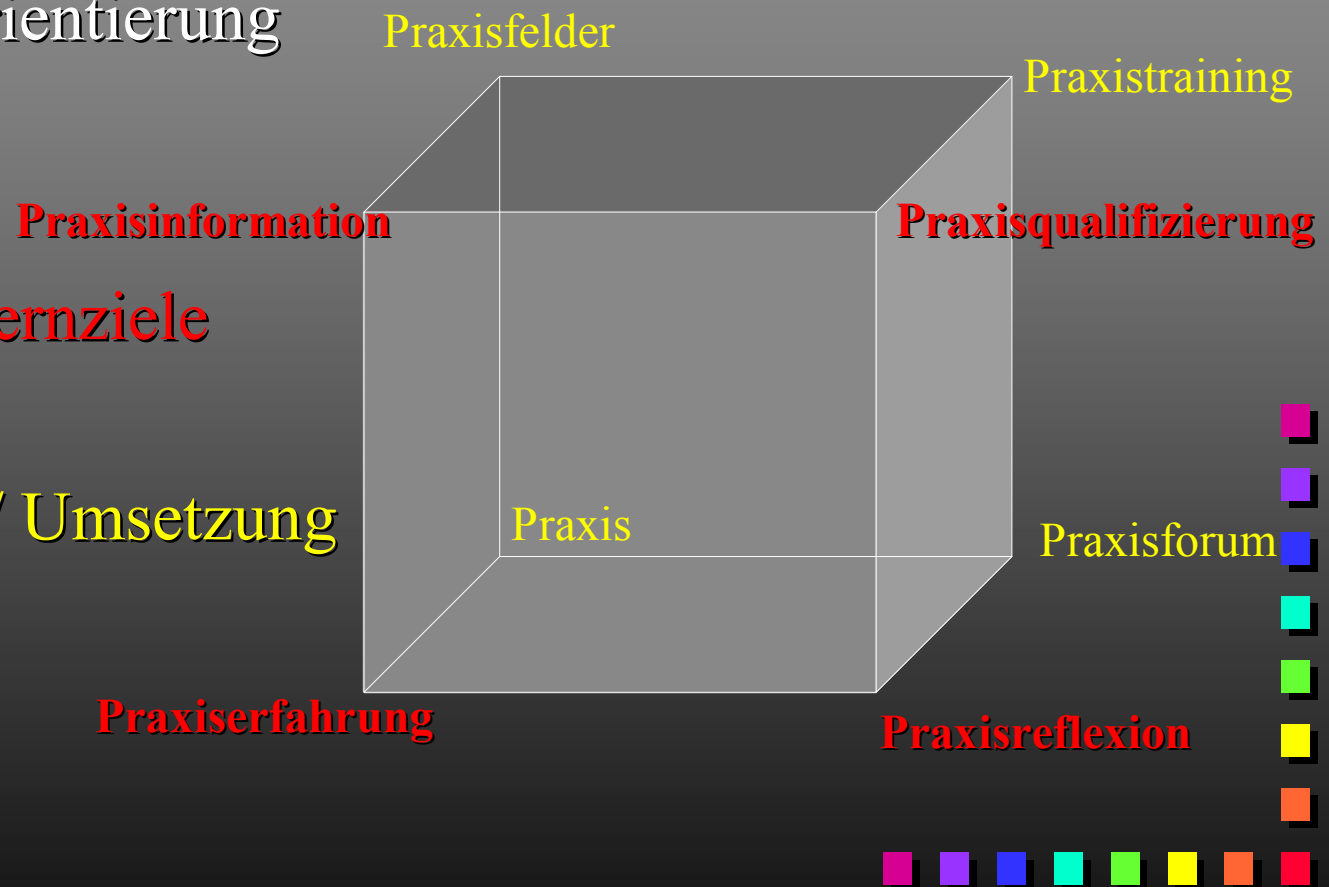 ientierung
Praxisfelder
Praxistraining
Praxisinformation
Praxisqualifizierung
ernziele
/ Umsetzung
Praxis
Praxisforum
Praxiserfahrung
Praxisreflexion